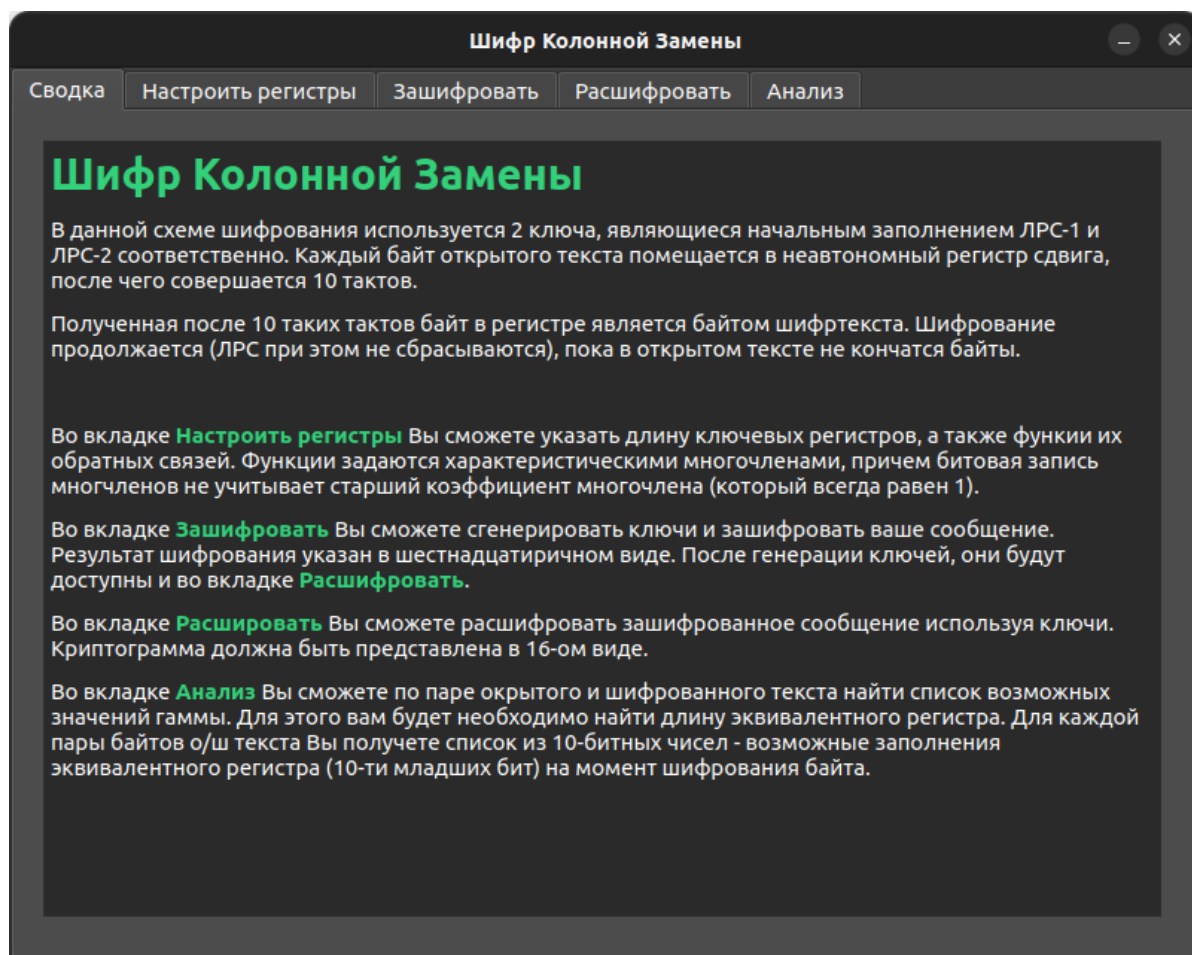 Шифр Колонной Замены
Сводка Настроить регистры Зашифровать Расшифровать Анализ
Шифр Колонной Замены
В данной схеме шифрования используется 2 ключа, являющиеся начальным заполнением ЛРС-1 и
ЛРС-2 соответственно. Каждый байт открытого текста помещается в неавтономный регистр сдвига,
после чего совершается 10 тактов.
Полученная после 10 таких тактов байт в регистре является байтом шифртекста. Шифрование
продолжается (ЛРС при этом не сбрасываются), пока в открытом тексте не кончатся байты.
Во вкладке Настроить регистры Вы сможете указать длину ключевых регистров, а также функии их
обратных связей. Функции задаются характеристическими многочленами, причем битовая запись
многчленов не учитывает старший коэффициент многочлена (который всегда равен 1).
Во вкладке Зашифровать Вы сможете сгенерировать ключи и зашифровать ваше сообщение.
Результат шифрования указан в шестнадцатиричном виде. После генерации ключей, они будут
доступны и во вкладке Расшифровать.
Во вкладке Расшировать Вы сможете расшифровать зашифрованное сообщение используя ключи.
Криптограмма должна быть представлена в 16-ом виде.
Во вкладке Анализ Вы сможете по паре окрытого и шифрованного текста найти список возможных
значений гаммы. Для этого вам будет необходимо найти длину эквивалентного регистра. Для каждой
пары байтов о/ш текста Вы получете список из 10-битных чисел - возможные заполнения
эквивалентного регистра (10-ти младших бит) на момент шифрования байта.